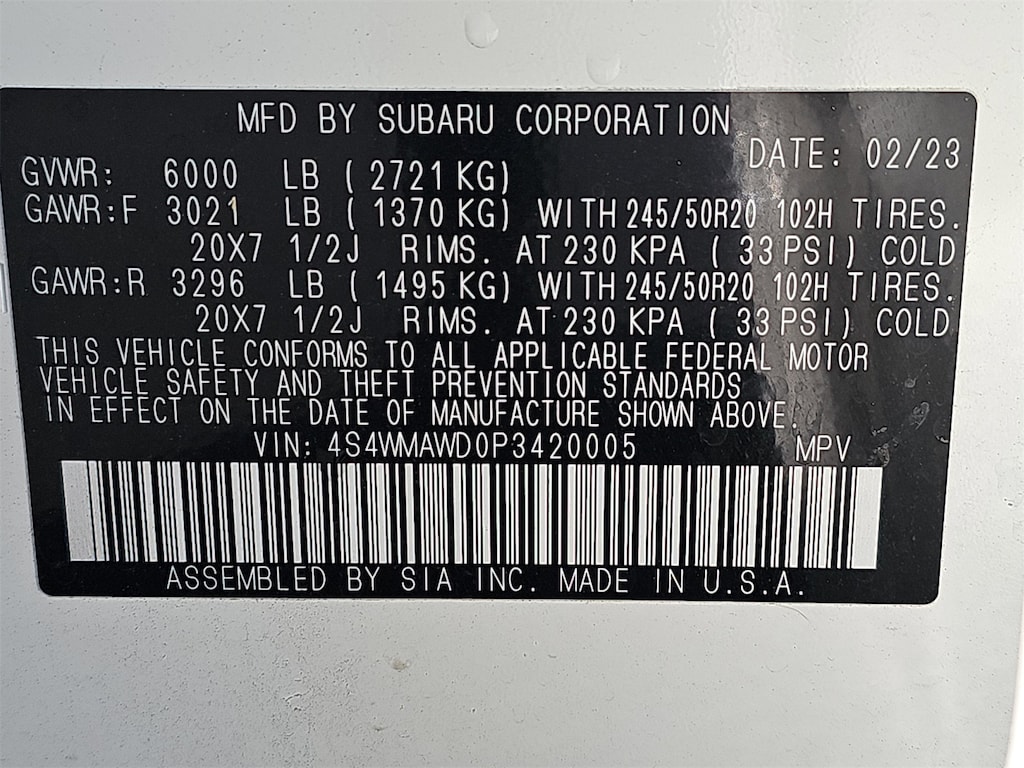 MFD BY SUBARU CORPORATION
DATE: 02/23
GVWR: 6000 LB ( 2721 KG)
GAWR:F 3021 LB ( 1370 KG) WITH 245/50R20 102H TIRES.
20X7 1/2J RIMS. AT 230 KPA ( 33 PSI) COLD
GAWR:R 3296 LB ( 1495 KG) WITH 245/50R20 102H TIRES.
20X7 1/2J RIMS. AT 230 KPA ( 33 PSI) COLD
THIS VEHICLE CONFORMS TO ALL APPLICABLE FEDERAL MOTOR
VEHICLE SAFETY AND THEFT PREVENTION STANDARDS
IN EFFECT ON THE DATE OF MANUFACTURE SHOWN ABOVE.
VIN: 4S4WMAWD0P3420005 MPV
ASSEMBLED BY SIA INC. MADE IN U.S.A.